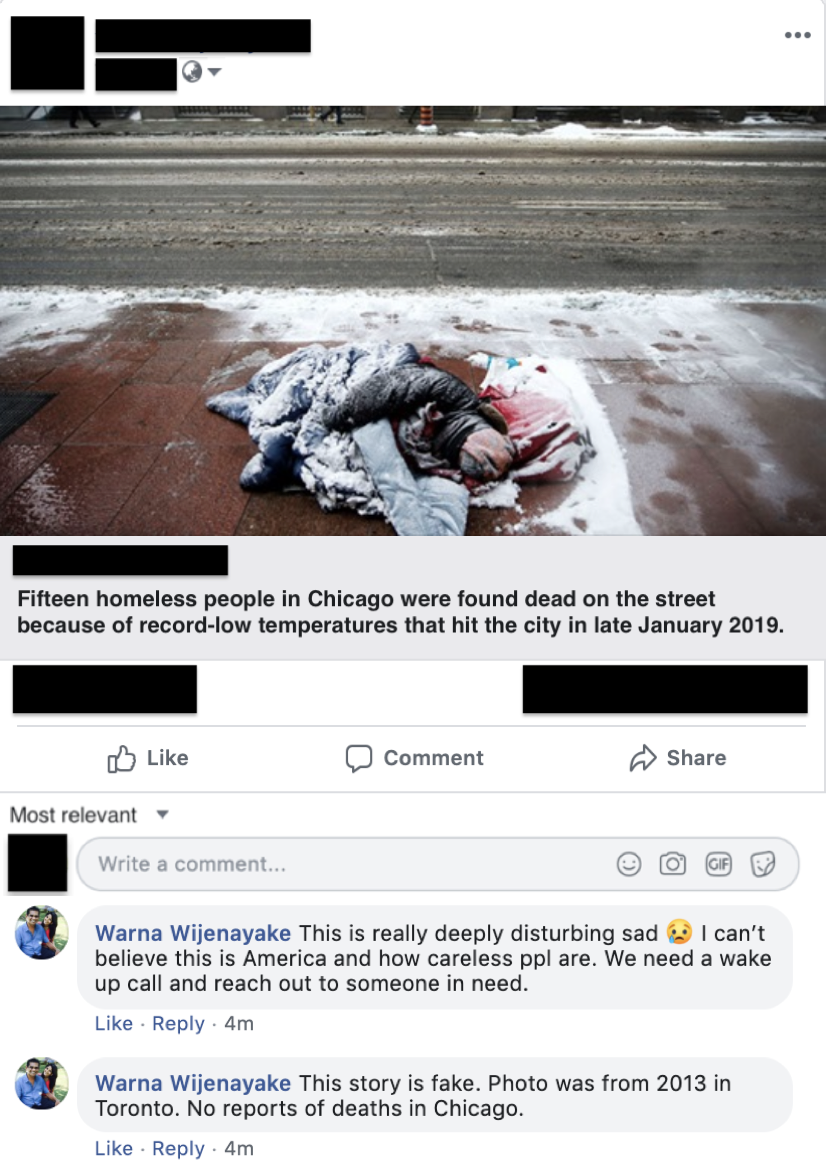 Fifteen homeless people in Chicago were found dead on the street
because of record-low temperatures that hit the city in late January 2019.
Like Comment Share
Most relevant
Write a comment...
GIF
Warna Wijenayake This is really deeply disturbing sad 😢 I can’t
believe this is America and how careless ppl are. We need a wake
up call and reach out to someone in need.
Like · Reply · 4m
Warna Wijenayake This story is fake. Photo was from 2013 in
Toronto. No reports of deaths in Chicago.
Like · Reply · 4m